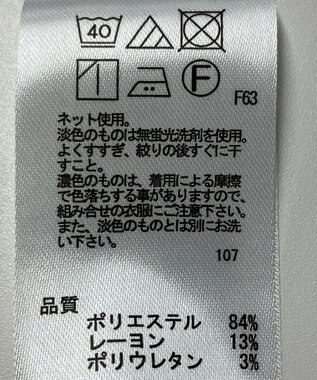 40
F F63
ネット使用。
淡色のものは無蛍光洗剤を使用。
よくすすぎ、絞りの後すぐに干
すこと。
濃色のものは、着用による摩擦
で色落ちする事がありますので、
組み合せの衣服にご注意下さい。
また、淡色のものとは別にお洗
い下さい。
107
品質
ポリエステル 84%
レーヨン 13%
ポリウレタン 3%